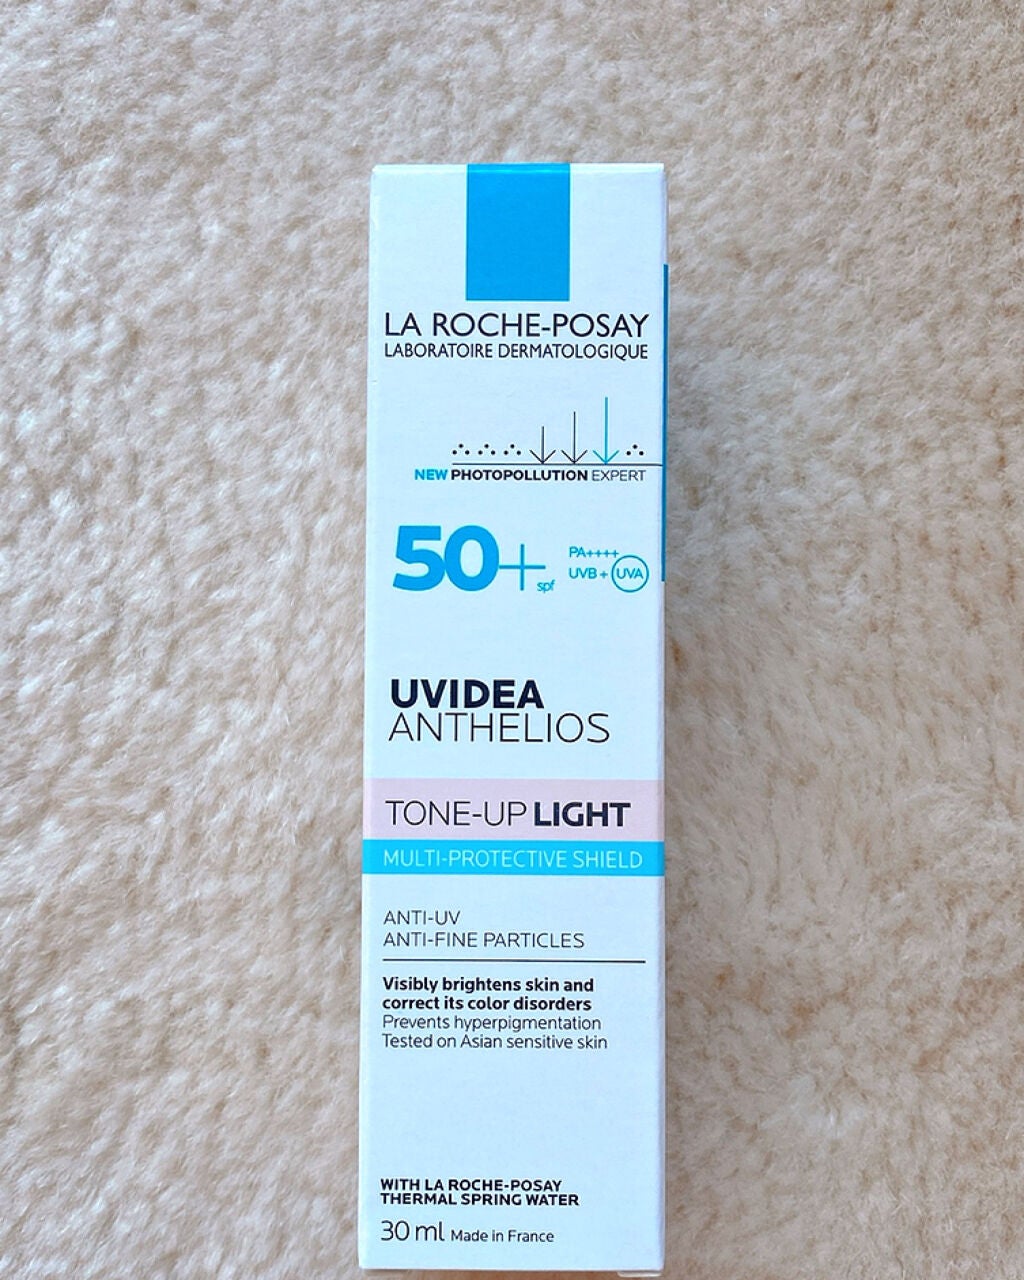 LA ROCHE-POSAY
LABORATOIRE DERMATOLOGIQUE
NEW PHOTOPOLLUTION EXPERT
50+ spf
PA++++
UVB + UVA
UVIDEA
ANTHELIOS
TONE-UP LIGHT
MULTI-PROTECTIVE SHIELD
ANTI-UV
ANTI-FINE PARTICLES
Visibly brightens skin and
correct its color disorders
Prevents hyperpigmentation
Tested on Asian sensitive skin
WITH LA ROCHE-POSAY
THERMAL SPRING WATER
30 ml Made in France